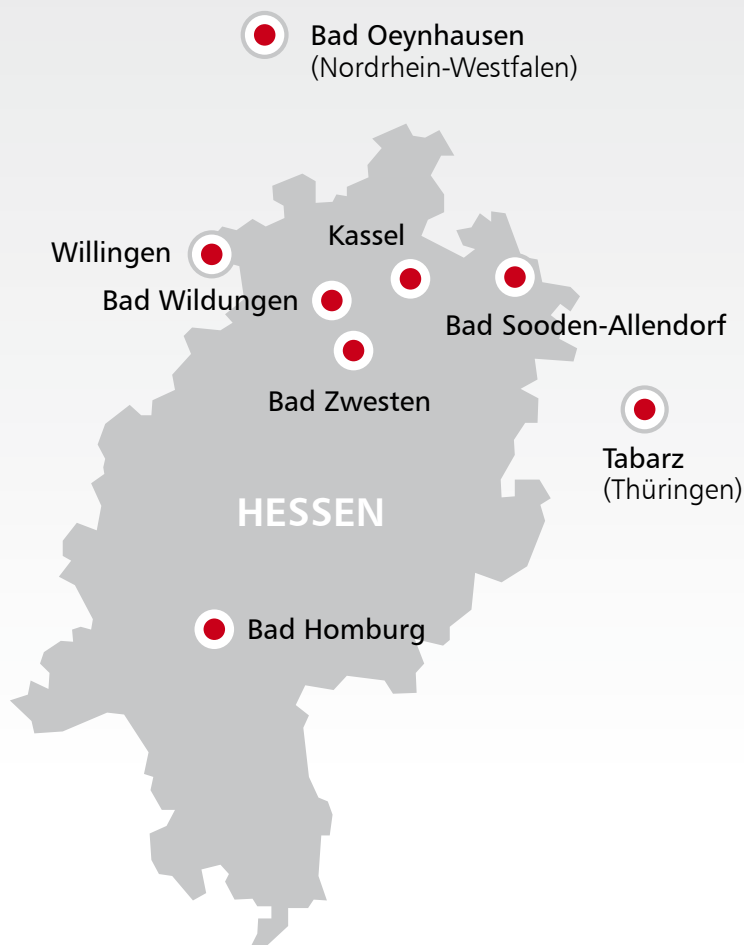 Bad Oeynhausen
(Nordrhein-Westfalen)
Kassel
Willingen
Bad Wildungen
Bad Sooden-Allendorf
Bad Zwesten
Tabarz
(Thüringen)
HESSEN
Bad Homburg